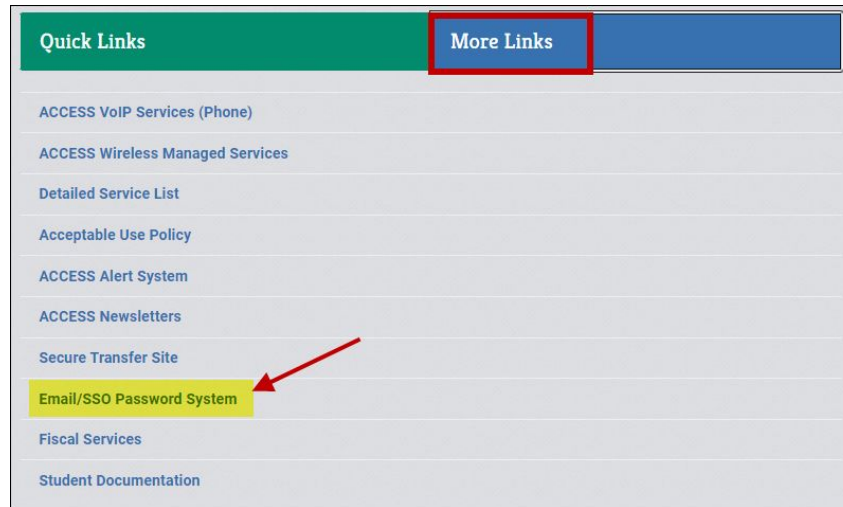 Quick Links
More Links
ACCESS VoIP Services (Phone)
ACCESS Wireless Managed Services
Detailed Service List
Acceptable Use Policy
ACCESS Alert System
ACCESS Newsletters
Secure Transfer Site
Email/SSO Password System
Fiscal Services
Student Documentation